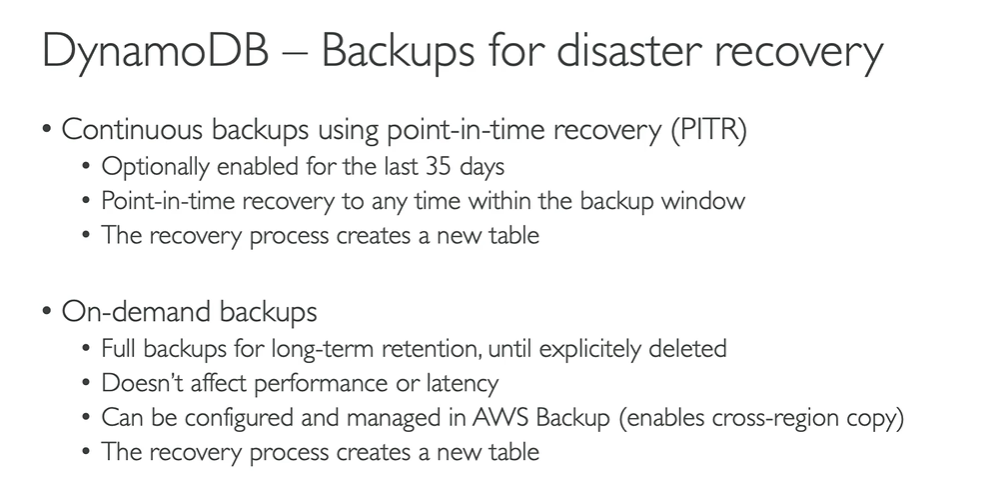 DynamoDB – Backups for disaster recovery
• Continuous backups using point-in-time recovery (PITR)
• Optionally enabled for the last 35 days
• Point-in-time recovery to any time within the backup window
• The recovery process creates a new table
• On-demand backups
• Full backups for long-term retention, until explicitely deleted
• Doesn't affect performance or latency
• Can be configured and managed in AWS Backup (enables cross-region copy)
• The recovery process creates a new table